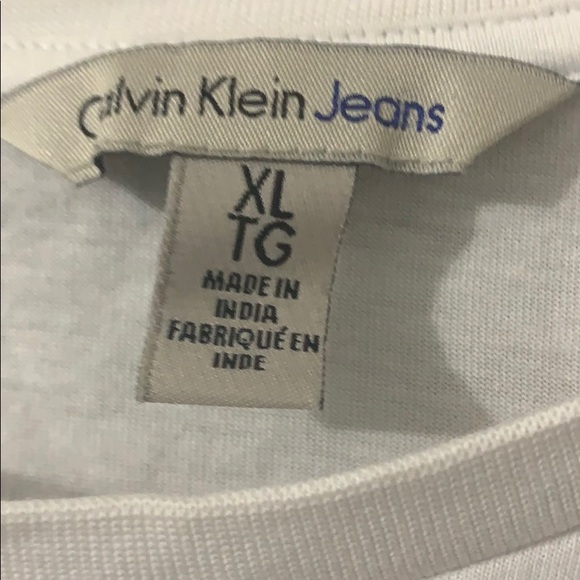 Calvin Klein Jeans
XL
TG
MADE IN
INDIA
FABRIQUÉ EN
INDE